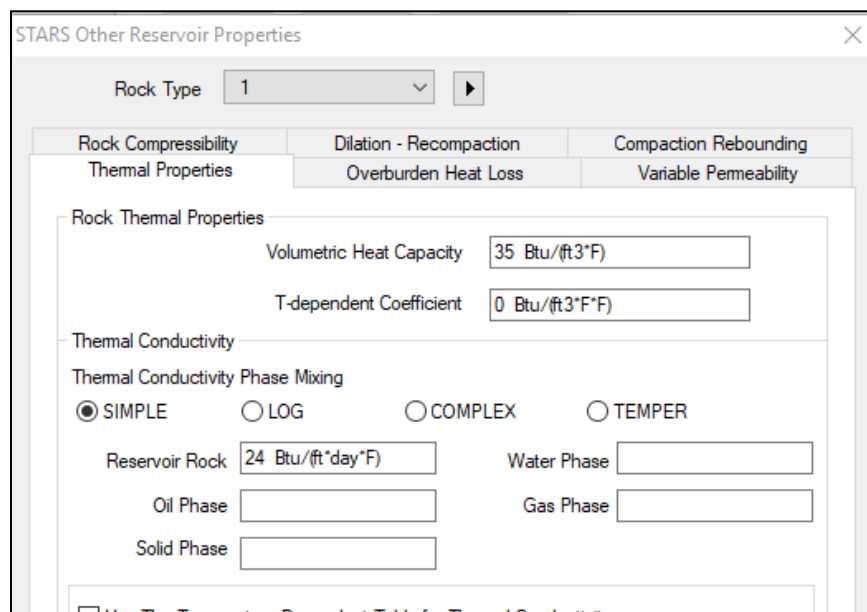 STARS Other Reservoir Properties
Rock Type 1
Rock Compressibility Dilation - Recompaction Compaction Rebounding
Thermal Properties Overburden Heat Loss Variable Permeability
Rock Thermal Properties
Volumetric Heat Capacity 35 Btu/(ft3*F)
T-dependent Coefficient 0 Btu/(ft3*F*F)
Thermal Conductivity
Thermal Conductivity Phase Mixing
SIMPLE LOG COMPLEX TEMPER
Reservoir Rock 24 Btu/(ft*day*F) Water Phase
Oil Phase Gas Phase
Solid Phase